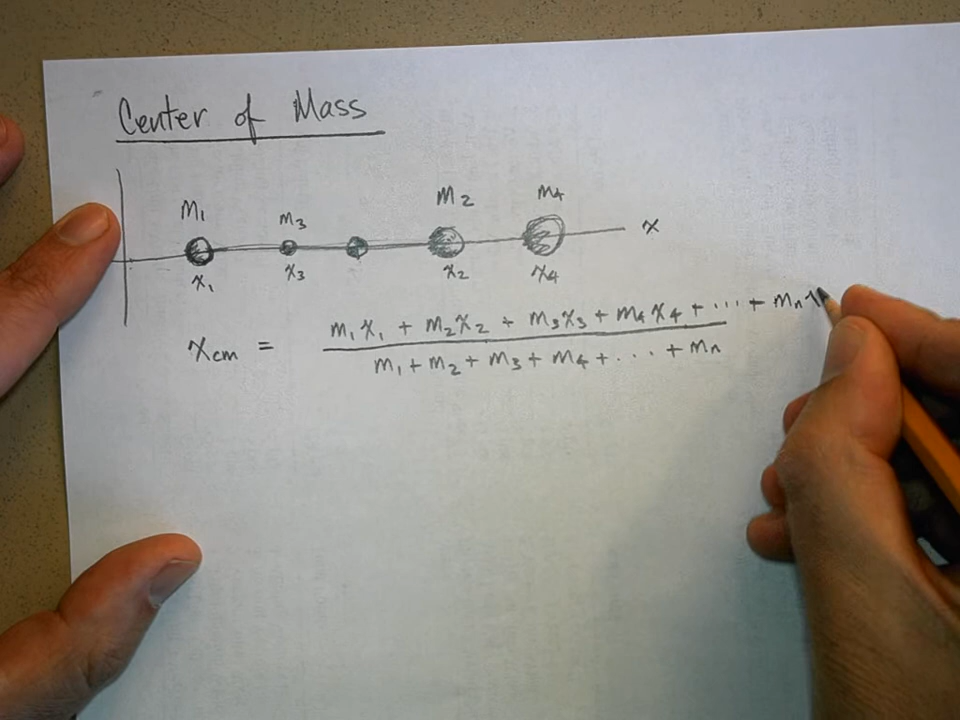 Center of Mass
m₁ m₃ m₂ m₄
x
x₁ x₃ x₂ x₄
m₁x₁ + m₂x₂ + m₃x₃ + m₄x₄ + ... + mₙ
x_cm =
m₁ + m₂ + m₃ + m₄ + ... + mₙ